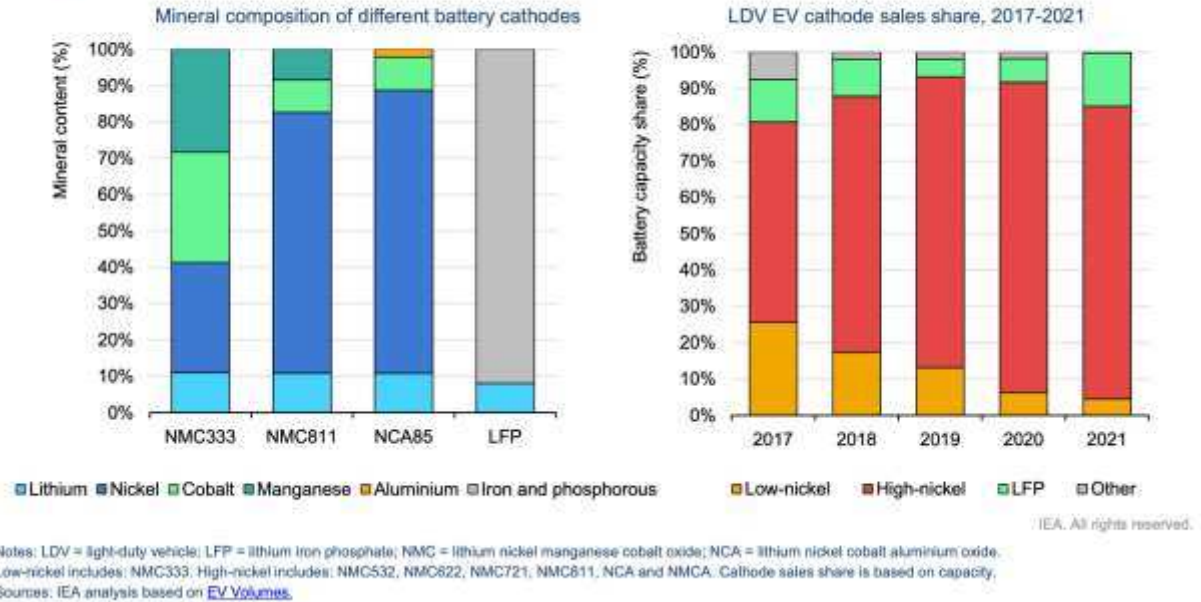 Mineral composition of different battery cathodes
Mineral content (%)
100%
90%
80%
70%
60%
50%
40%
30%
20%
10%
0%
NMC333 NMC811 NCA85 LFP
Lithium Nickel Cobalt Manganese Aluminium Iron and phosphorous
LDV EV cathode sales share, 2017-2021
Battery capacity share (%)
100%
90%
80%
70%
60%
50%
40%
30%
20%
10%
0%
2017 2018 2019 2020 2021
Low-nickel High-nickel LFP Other
IEA. All rights reserved.
Notes: LDV = light-duty vehicle; LFP = lithium iron phosphate; NMC = lithium nickel manganese cobalt oxide; NCA = lithium nickel cobalt aluminium oxide.
Low-nickel includes: NMC333. High-nickel includes: NMC532, NMC622, NMC721, NMC811, NCA and NMCA. Cathode sales share is based on capacity.
Sources: IEA analysis based on EV Volumes.